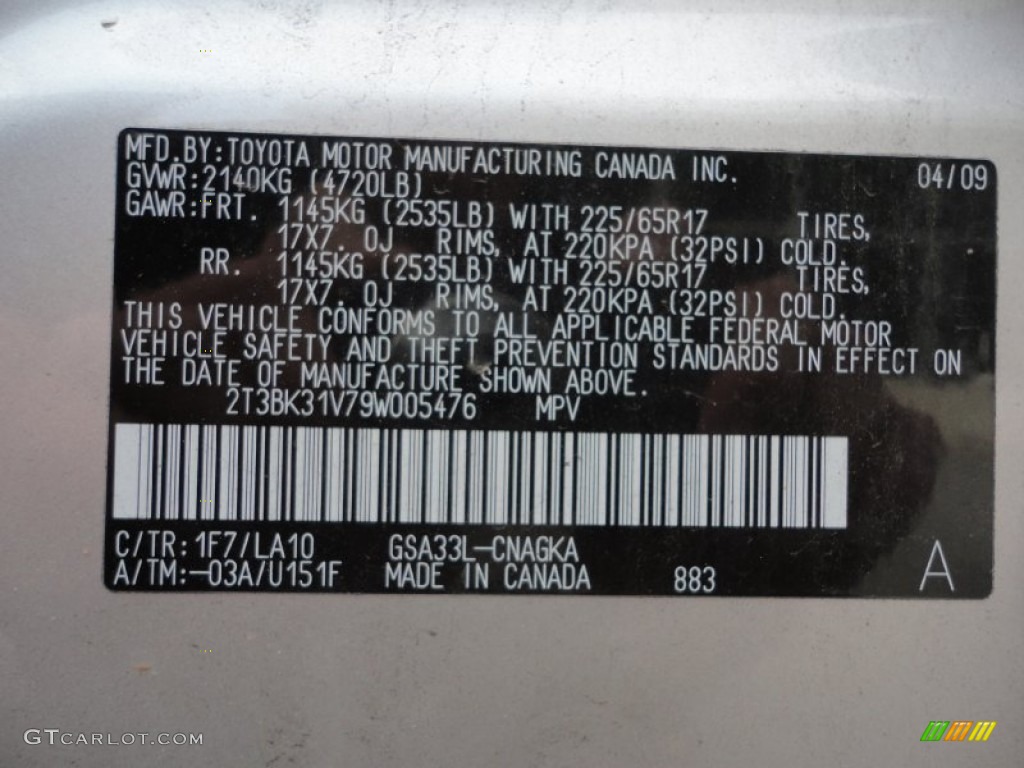 MFD.BY:TOYOTA MOTOR MANUFACTURING CANADA INC. 04/09
GVWR:2140KG (4720LB)
GAWR:FRT. 1145KG (2535LB) WITH 225/65R17 TIRES,
17X7.0J RIMS, AT 220KPA (32PSI) COLD.
RR. 1145KG (2535LB) WITH 225/65R17 TIRES,
17X7.0J RIMS, AT 220KPA (32PSI) COLD.
THIS VEHICLE CONFORMS TO ALL APPLICABLE FEDERAL MOTOR
VEHICLE SAFETY AND THEFT PREVENTION STANDARDS IN EFFECT ON
THE DATE OF MANUFACTURE SHOWN ABOVE.
2T3BK31V79W005476 MPV
C/TR:1F7/LA10 GSA33L-CNAGKA
A/TM:-03A/U151F MADE IN CANADA 883 A
GTCARLOT.COM